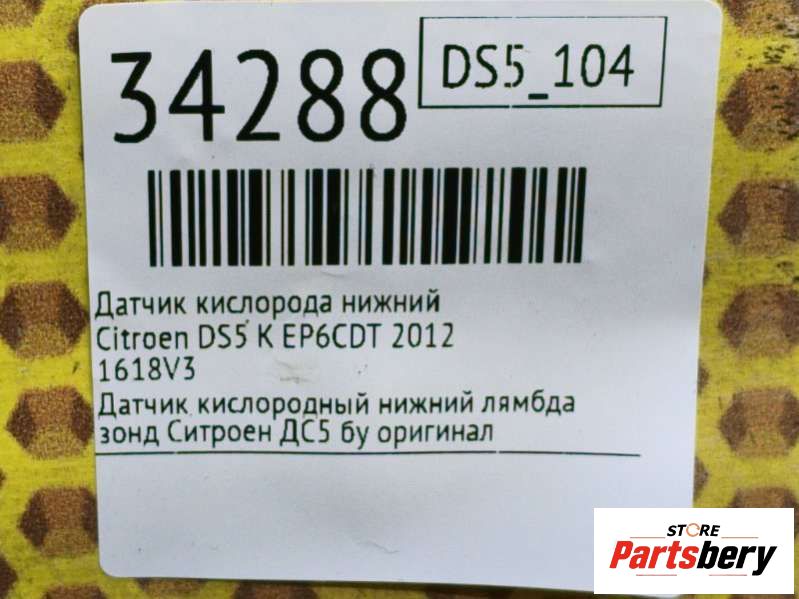 34288
DS5_104
Датчик кислорода нижний
Citroen DS5 K EP6CDT 2012
1618V3
Датчик кислородный нижний лямбда
зонд Ситроен ДС5 бу оригинал
STORE
Partsbery